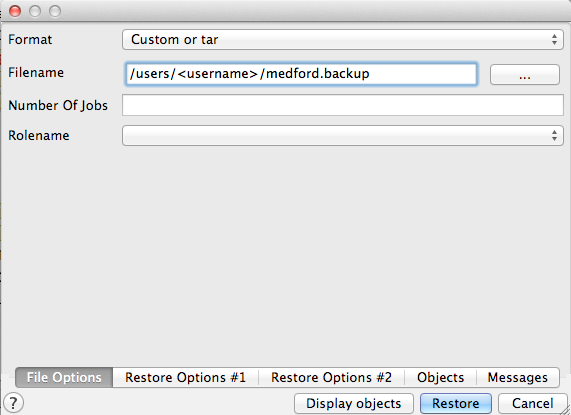 Format Custom or tar
Filename /users/<username>/medford.backup ...
Number Of Jobs
Rolename
File Options Restore Options #1 Restore Options #2 Objects Messages
? Display objects Restore Cancel